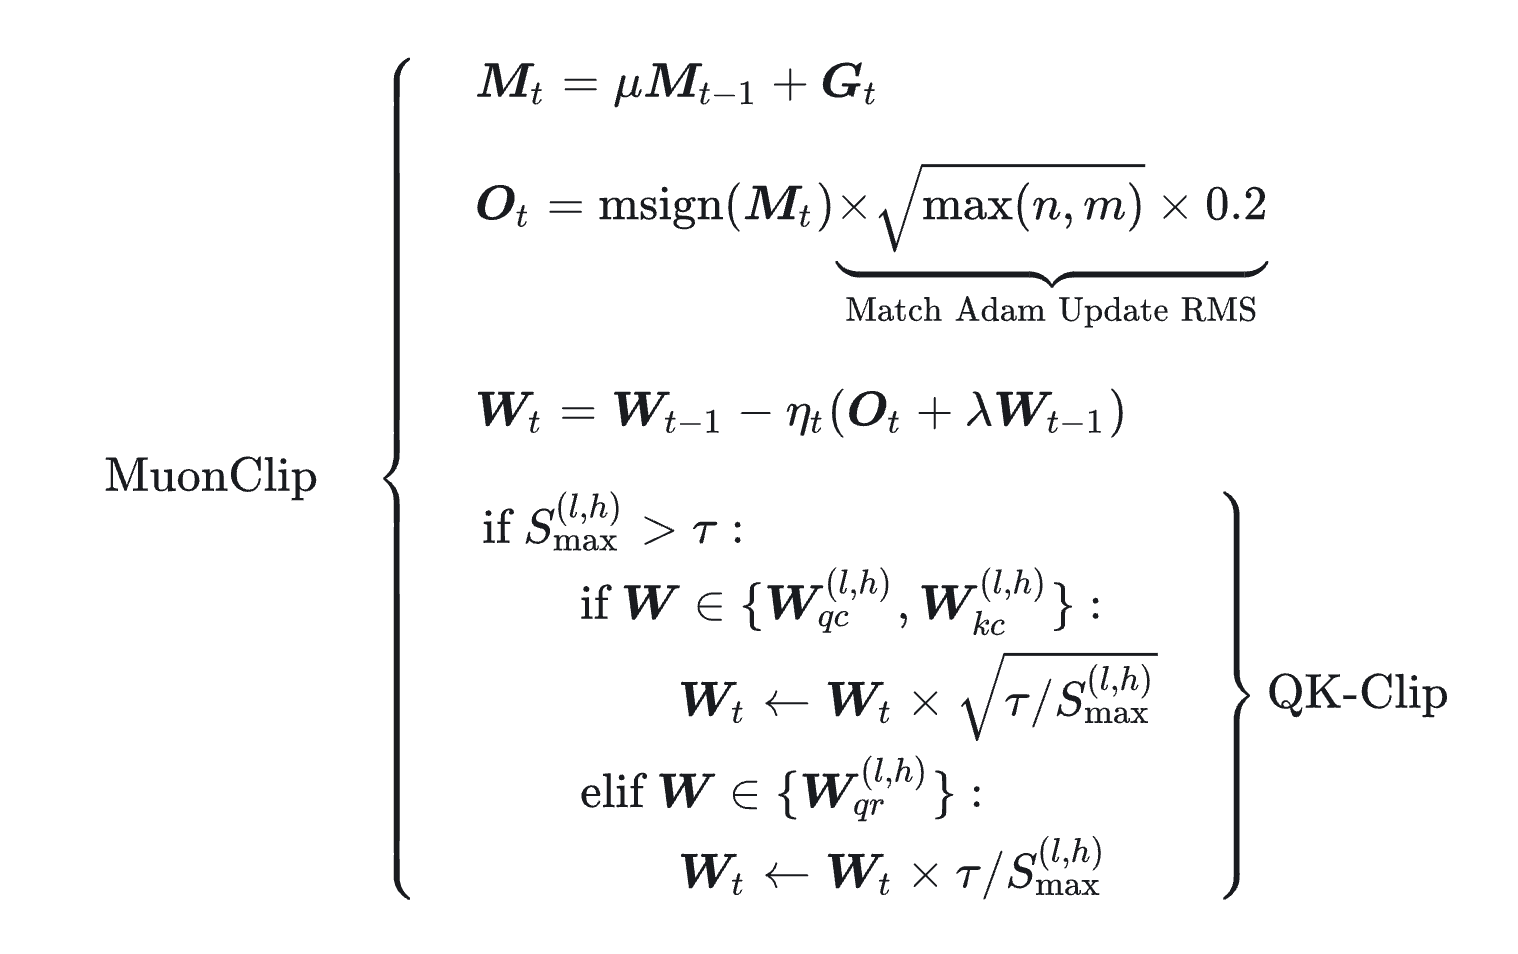 M_t = μM_{t−1} + G_t
O_t = msign(M_t) × √max(n, m) × 0.2
Match Adam Update RMS
W_t = W_{t−1} − η_t(O_t + λW_{t−1})
MuonClip
if S_max^{(l,h)} > τ :
if W ∈ {W_{qc}^{(l,h)}, W_{kc}^{(l,h)}} :
W_t ← W_t × √(τ/S_max^{(l,h)})
QK-Clip
elif W ∈ {W_{qr}^{(l,h)}} :
W_t ← W_t × τ/S_max^{(l,h)}